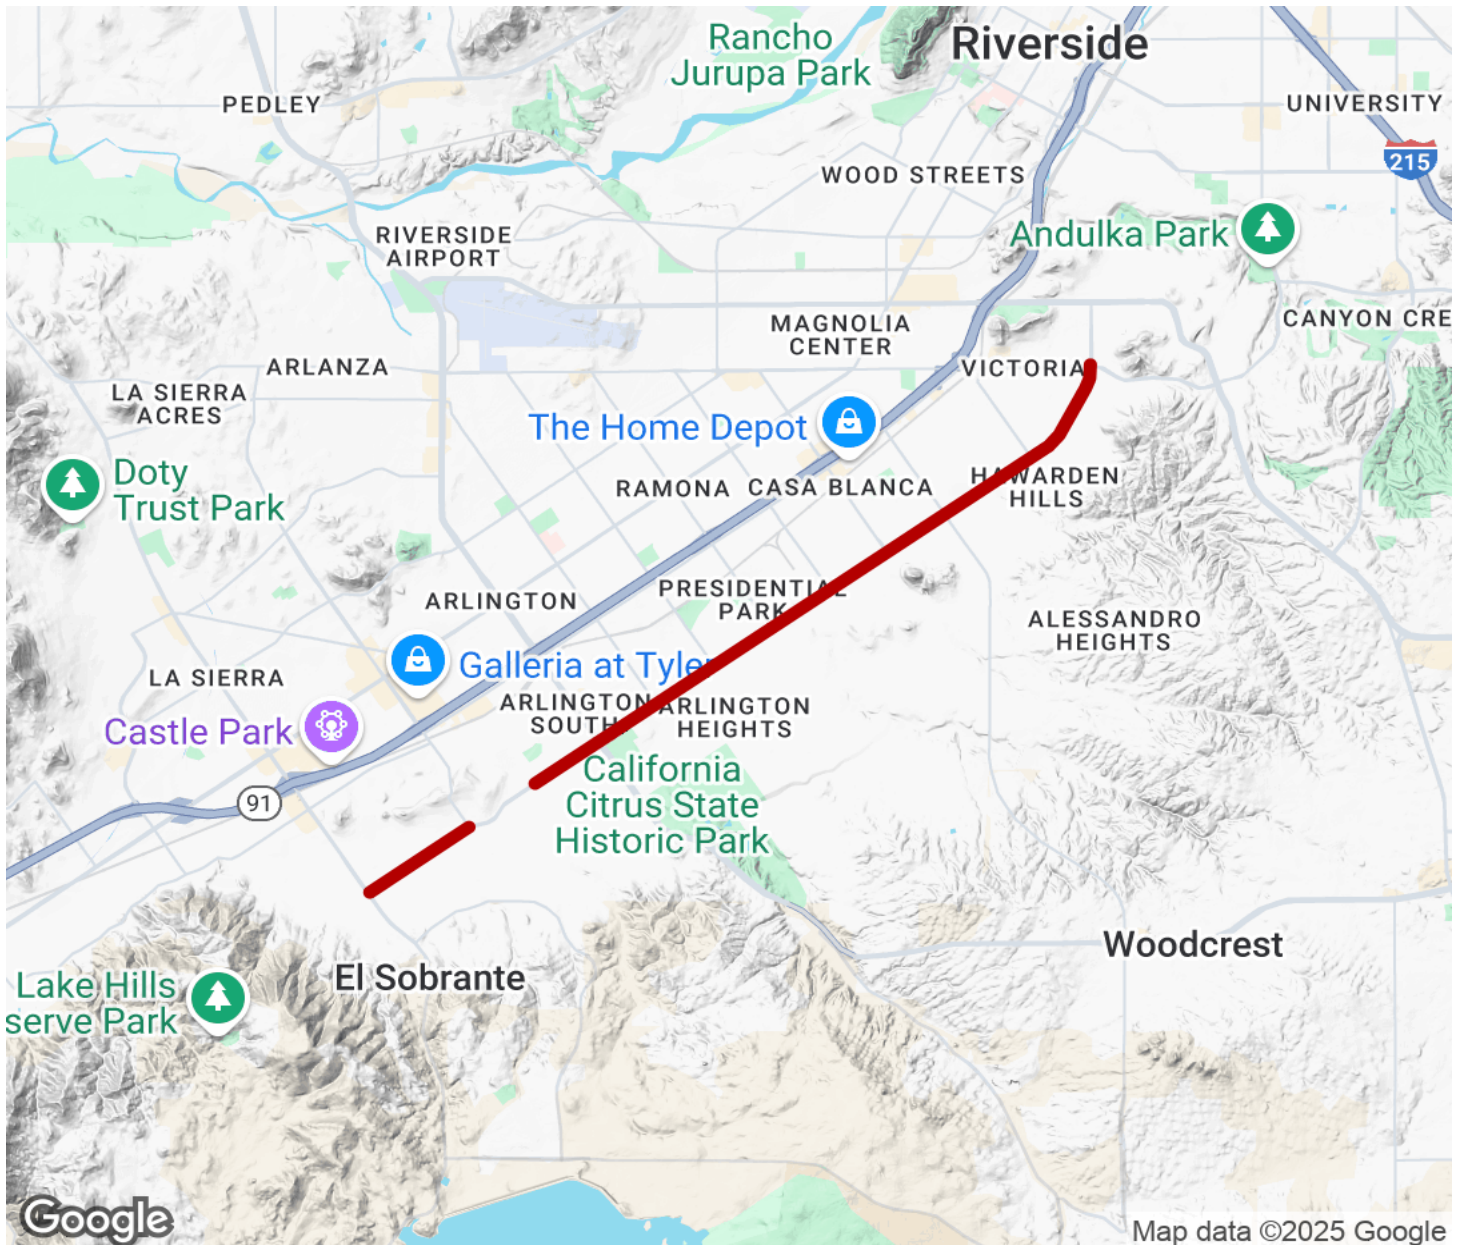 Rancho
Jurupa Park
Riverside
PEDLEY
UNIVERSITY
215
WOOD STREETS
Andulka Park
RIVERSIDE
AIRPORT
MAGNOLIA
CENTER
CANYON CRE
ARLANZA
VICTORIA
LA SIERRA
ACRES
The Home Depot
Doty
Trust Park
RAMONA
CASA BLANCA
HAWARDEN
HILLS
ARLINGTON
PRESIDENTIAL
PARK
ALESSANDRO
HEIGHTS
Galleria at Tyler
LA SIERRA
ARLINGTON
SOUTH
ARLINGTON
HEIGHTS
Castle Park
California
Citrus State
Historic Park
91
Woodcrest
El Sobrante
Lake Hills
serve Park
Google
Map data ©2025 Google